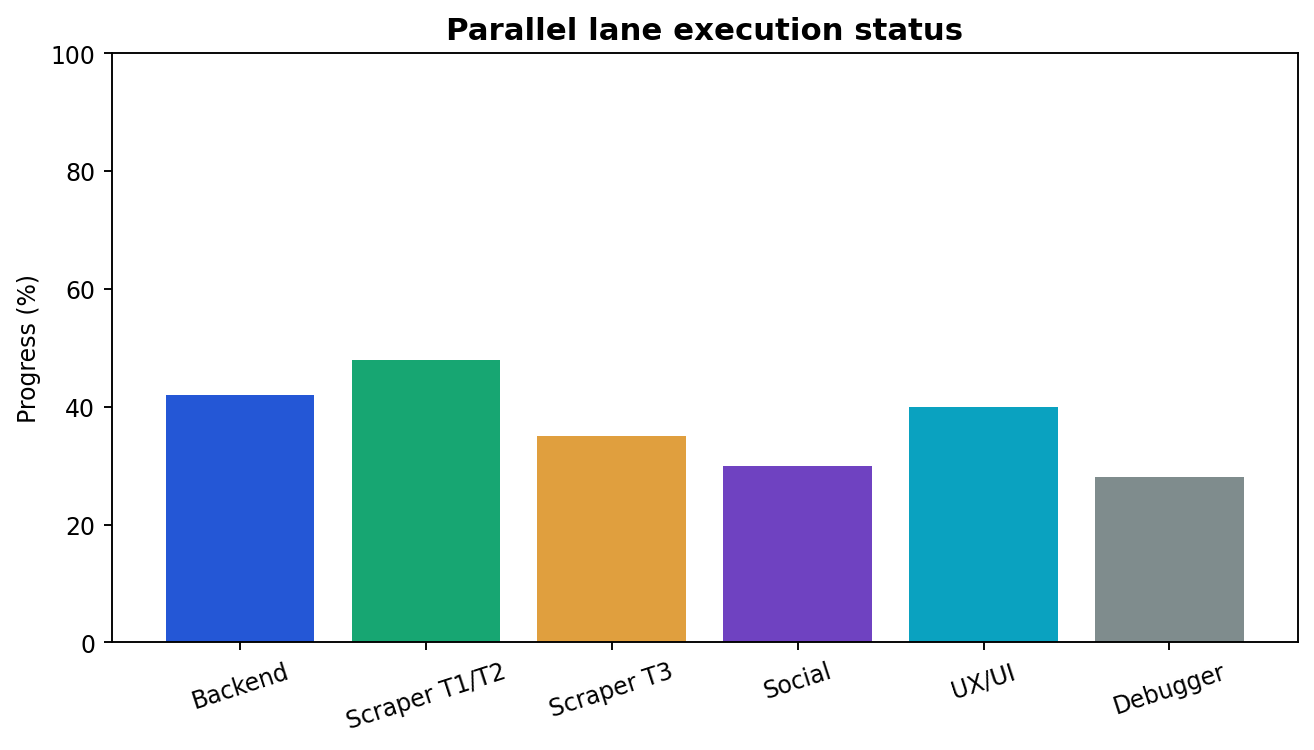 Parallel lane execution status
Progress (%)
100
80
60
40
20
0
Backend
Scraper T1/T2
Scraper T3
Social
UX/UI
Debugger